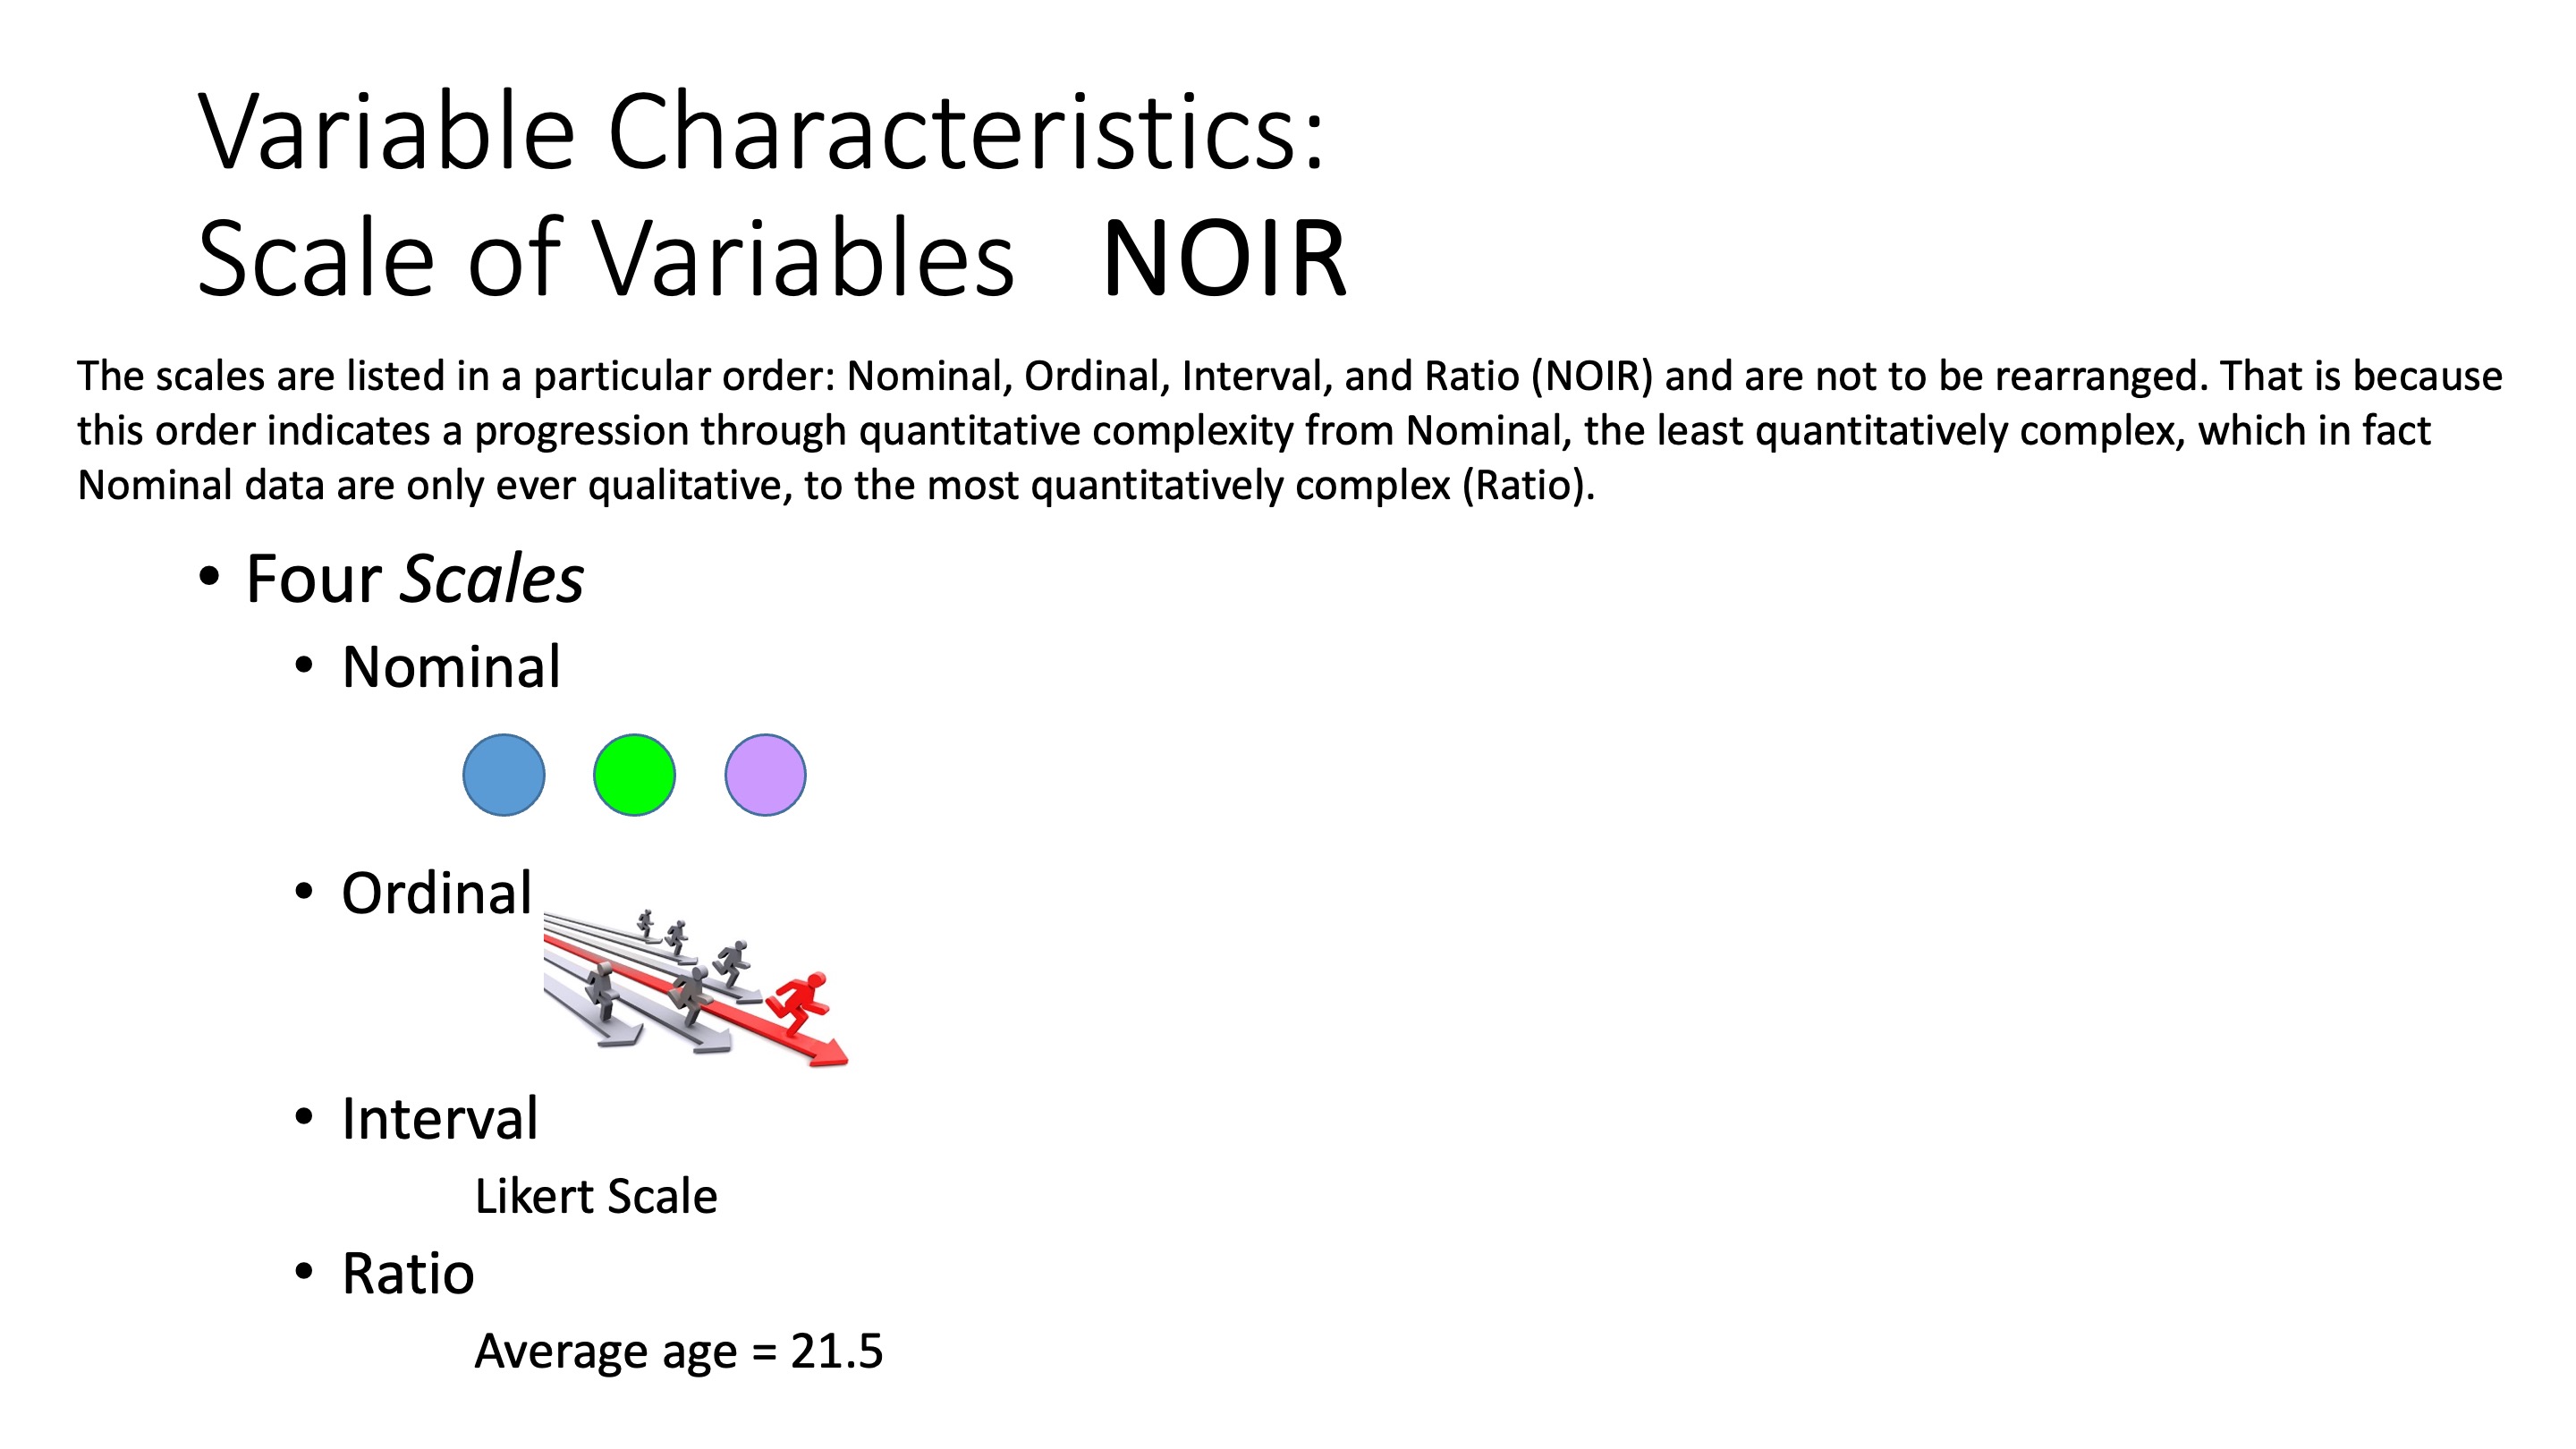 Variable Characteristics:
Scale of Variables NOIR
The scales are listed in a particular order: Nominal, Ordinal, Interval, and Ratio (NOIR) and are not to be rearranged. That is because
this order indicates a progression through quantitative complexity from Nominal, the least quantitatively complex, which in fact
Nominal data are only ever qualitative, to the most quantitatively complex (Ratio).
• Four Scales
• Nominal
• Ordinal
• Interval
Likert Scale
• Ratio
Average age = 21.5